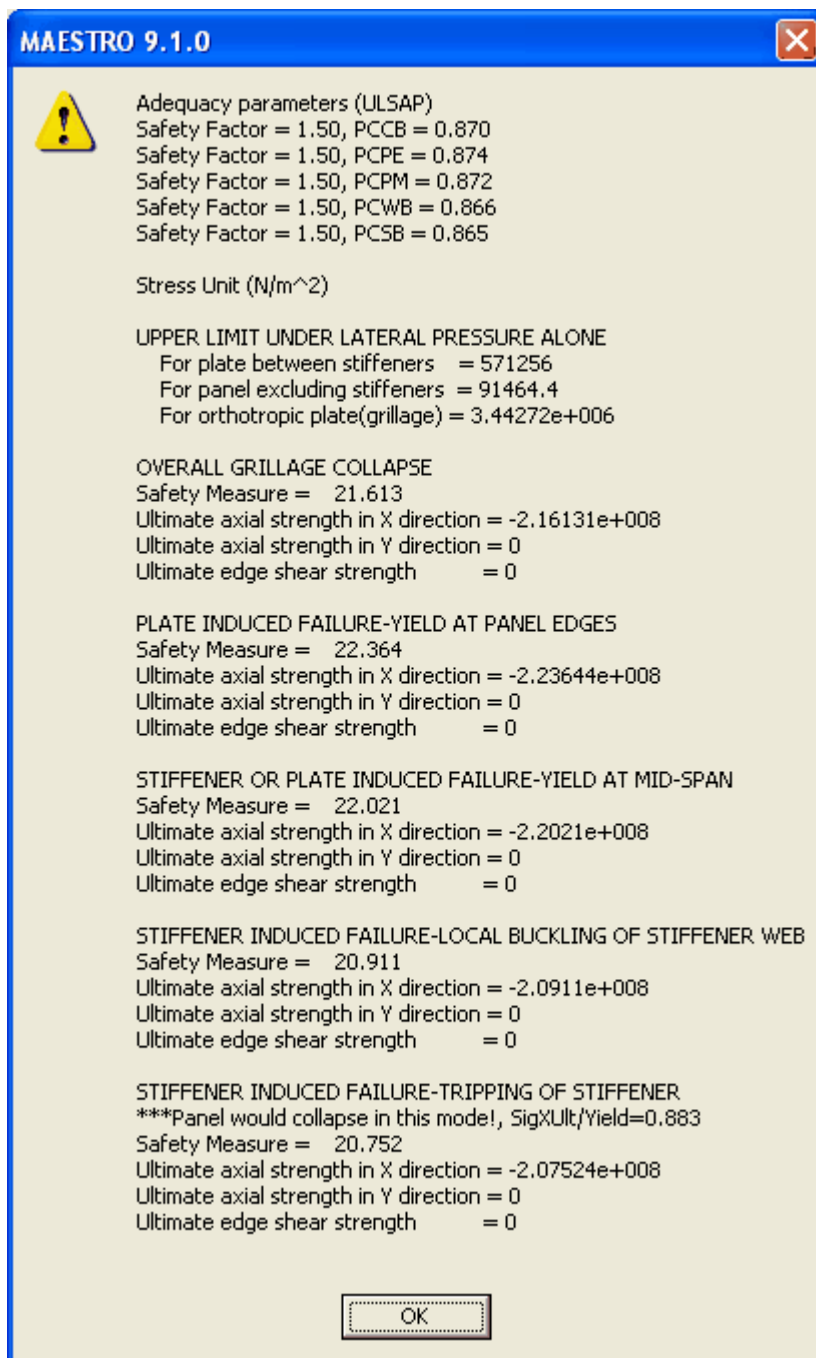 MAESTRO 9.1.0
Adequacy parameters (ULSAP)
Safety Factor = 1.50, PCCB = 0.870
Safety Factor = 1.50, PCPE = 0.874
Safety Factor = 1.50, PCPM = 0.872
Safety Factor = 1.50, PCWB = 0.866
Safety Factor = 1.50, PCSB = 0.865
Stress Unit (N/m^2)
UPPER LIMIT UNDER LATERAL PRESSURE ALONE
For plate between stiffeners = 571256
For panel excluding stiffeners = 91464.4
For orthotropic plate(grillage) = 3.44272e+006
OVERALL GRILLAGE COLLAPSE
Safety Measure = 21.613
Ultimate axial strength in X direction = -2.16131e+008
Ultimate axial strength in Y direction = 0
Ultimate edge shear strength = 0
PLATE INDUCED FAILURE-YIELD AT PANEL EDGES
Safety Measure = 22.364
Ultimate axial strength in X direction = -2.23644e+008
Ultimate axial strength in Y direction = 0
Ultimate edge shear strength = 0
STIFFENER OR PLATE INDUCED FAILURE-YIELD AT MID-SPAN
Safety Measure = 22.021
Ultimate axial strength in X direction = -2.2021e+008
Ultimate axial strength in Y direction = 0
Ultimate edge shear strength = 0
STIFFENER INDUCED FAILURE-LOCAL BUCKLING OF STIFFENER WEB
Safety Measure = 20.911
Ultimate axial strength in X direction = -2.0911e+008
Ultimate axial strength in Y direction = 0
Ultimate edge shear strength = 0
STIFFENER INDUCED FAILURE-TRIPPING OF STIFFENER
***Panel would collapse in this mode!, SigXUlt/Yield=0.883
Safety Measure = 20.752
Ultimate axial strength in X direction = -2.07524e+008
Ultimate axial strength in Y direction = 0
Ultimate edge shear strength = 0
OK